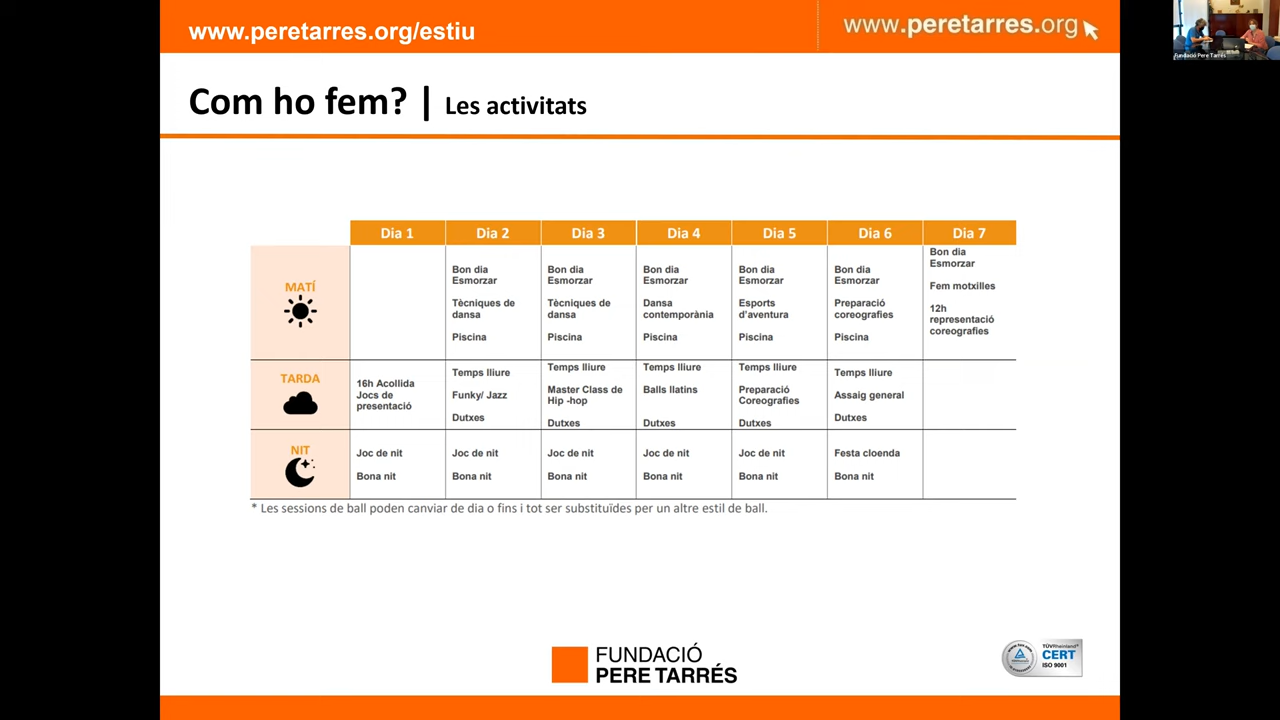 www.peretarres.org/estiu
www.peretarres.org
Fundació Pere Tarrés
Com ho fem? | Les activitats
Dia 1 Dia 2 Dia 3 Dia 4 Dia 5 Dia 6 Dia 7
MATÍ
Bon dia
Esmorzar
Tècniques de
dansa
Piscina
Bon dia
Esmorzar
Tècniques de
dansa
Piscina
Bon dia
Esmorzar
Dansa
contemporània
Piscina
Bon dia
Esmorzar
Esports
d'aventura
Piscina
Bon dia
Esmorzar
Preparació
coreografies
Piscina
Bon dia
Esmorzar
Fem motxilles
12h
representació
coreografies
TARDA
16h Acollida
Jocs de
presentació
Temps lliure
Funky/ Jazz
Dutxes
Temps lliure
Master Class de
Hip -hop
Dutxes
Temps lliure
Balls llatins
Dutxes
Temps lliure
Preparació
Coreografies
Dutxes
Temps lliure
Assaig general
Dutxes
NIT
Joc de nit
Bona nit
Joc de nit
Bona nit
Joc de nit
Bona nit
Joc de nit
Bona nit
Joc de nit
Bona nit
Festa cloenda
Bona nit
* Les sessions de ball poden canviar de dia o fins i tot ser substituïdes per un altre estil de ball.
FUNDACIÓ
PERE TARRÉS
TÜVRheinland
CERT
ISO 9001